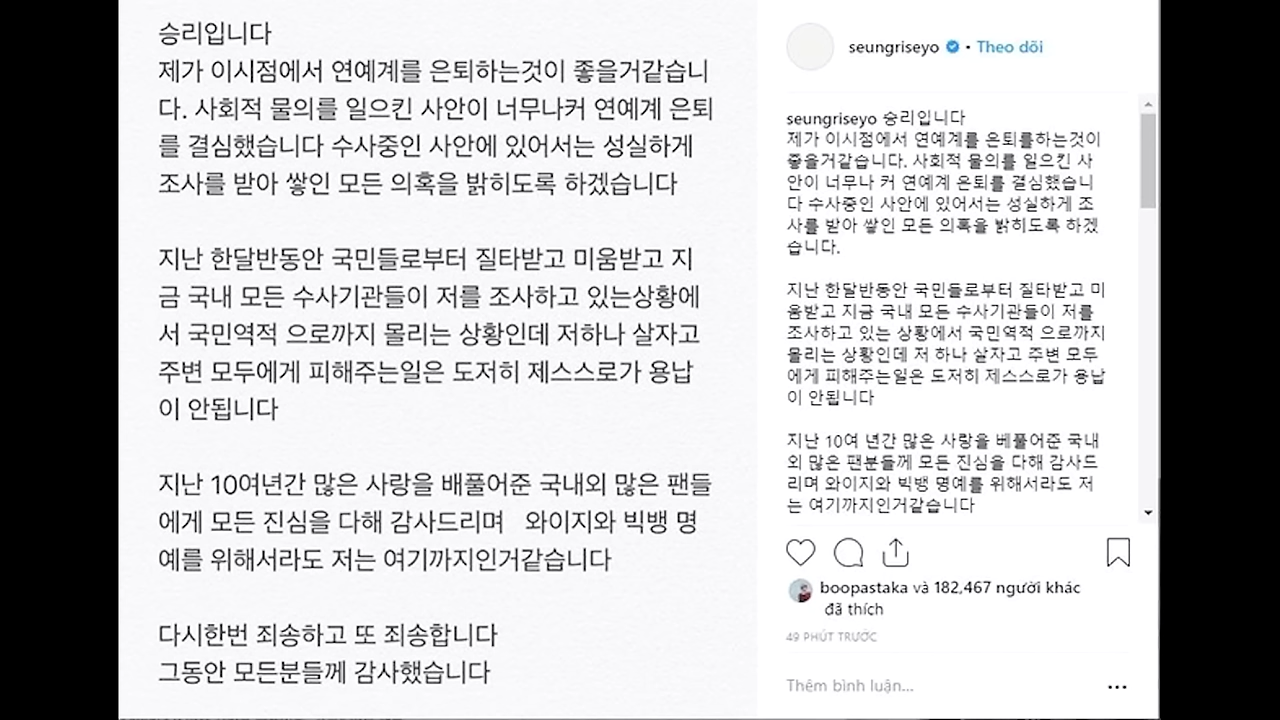 승리입니다
제가 이시점에서 연예계를 은퇴하는것이 좋을거같습니
다. 사회적 물의를 일으킨 사안이 너무나커 연예계 은퇴
를 결심했습니다 수사중인 사안에 있어서는 성실하게
조사를 받아 쌓인 모든 의혹을 밝히도록 하겠습니다
지난 한달반동안 국민들로부터 질타받고 미움받고 지
금 국내 모든 수사기관들이 저를 조사하고 있는상황에
서 국민역적 으로까지 몰리는 상황인데 저하나 살자고
주변 모두에게 피해주는일은 도저히 제스스로가 용납
이 안됩니다
지난 10여년간 많은 사랑을 배풀어준 국내외 많은 팬들
에게 모든 진심을 다해 감사드리며 와이지와 빅뱅 명
예를 위해서라도 저는 여기까지인거같습니다
다시한번 죄송하고 또 죄송합니다
그동안 모든분들께 감사했습니다
seungriseyo • Theo dõi
seungriseyo 승리입니다
제가 이시점에서 연예계를 은퇴를하는것이
좋을거같습니다. 사회적 물의를 일으킨 사
안이 너무나 커 연예계 은퇴를 결심했습니
다 수사중인 사안에 있어서는 성실하게 조
사를 받아 쌓인 모든 의혹을 밝히도록 하겠
습니다.
지난 한달반동안 국민들로부터 질타받고 미
움받고 지금 국내 모든 수사기관들이 저를
조사하고 있는 상황에서 국민역적 으로까지
몰리는 상황인데 저 하나 살자고 주변 모두
에게 피해주는일은 도저히 제스스로가 용납
이 안됩니다
지난 10여 년간 많은 사랑을 베풀어준 국내
외 많은 팬분들께 모든 진심을 다해 감사드
리며 와이지와 빅뱅 명예를 위해서라도 저
는 여기까지인거같습니다
boopastaka và 182,467 người khác
đã thích
49 PHÚT TRƯỚC
Thêm bình luận...